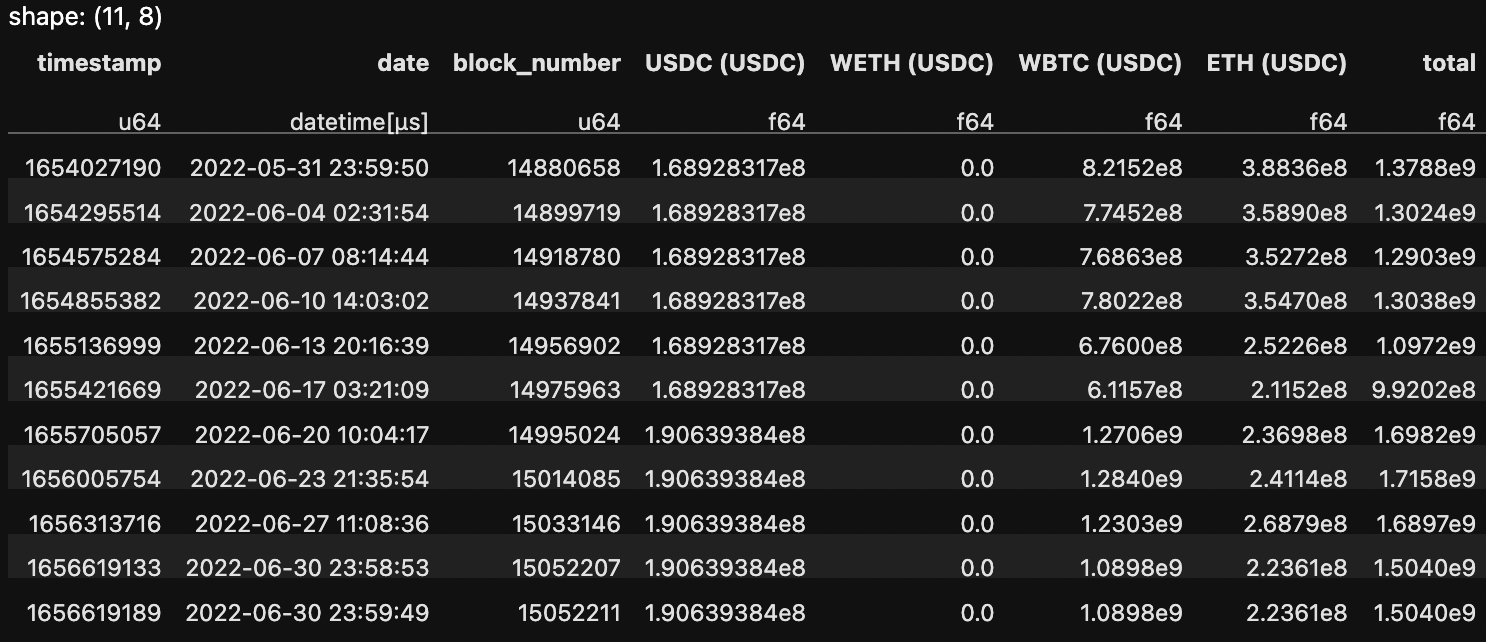 shape: (11, 8)
timestamp date block_number USDC (USDC) WETH (USDC) WBTC (USDC) ETH (USDC) total
u64 datetime[μs] u64 f64 f64 f64 f64 f64
1654027190 2022-05-31 23:59:50 14880658 1.68928317e8 0.0 8.2152e8 3.8836e8 1.3788e9
1654295514 2022-06-04 02:31:54 14899719 1.68928317e8 0.0 7.7452e8 3.5890e8 1.3024e9
1654575284 2022-06-07 08:14:44 14918780 1.68928317e8 0.0 7.6863e8 3.5272e8 1.2903e9
1654855382 2022-06-10 14:03:02 14937841 1.68928317e8 0.0 7.8022e8 3.5470e8 1.3038e9
1655136999 2022-06-13 20:16:39 14956902 1.68928317e8 0.0 6.7600e8 2.5226e8 1.0972e9
1655421669 2022-06-17 03:21:09 14975963 1.68928317e8 0.0 6.1157e8 2.1152e8 9.9202e8
1655705057 2022-06-20 10:04:17 14995024 1.90639384e8 0.0 1.2706e9 2.3698e8 1.6982e9
1656005754 2022-06-23 21:35:54 15014085 1.90639384e8 0.0 1.2840e9 2.4114e8 1.7158e9
1656313716 2022-06-27 11:08:36 15033146 1.90639384e8 0.0 1.2303e9 2.6879e8 1.6897e9
1656619133 2022-06-30 23:58:53 15052207 1.90639384e8 0.0 1.0898e9 2.2361e8 1.5040e9
1656619189 2022-06-30 23:59:49 15052211 1.90639384e8 0.0 1.0898e9 2.2361e8 1.5040e9